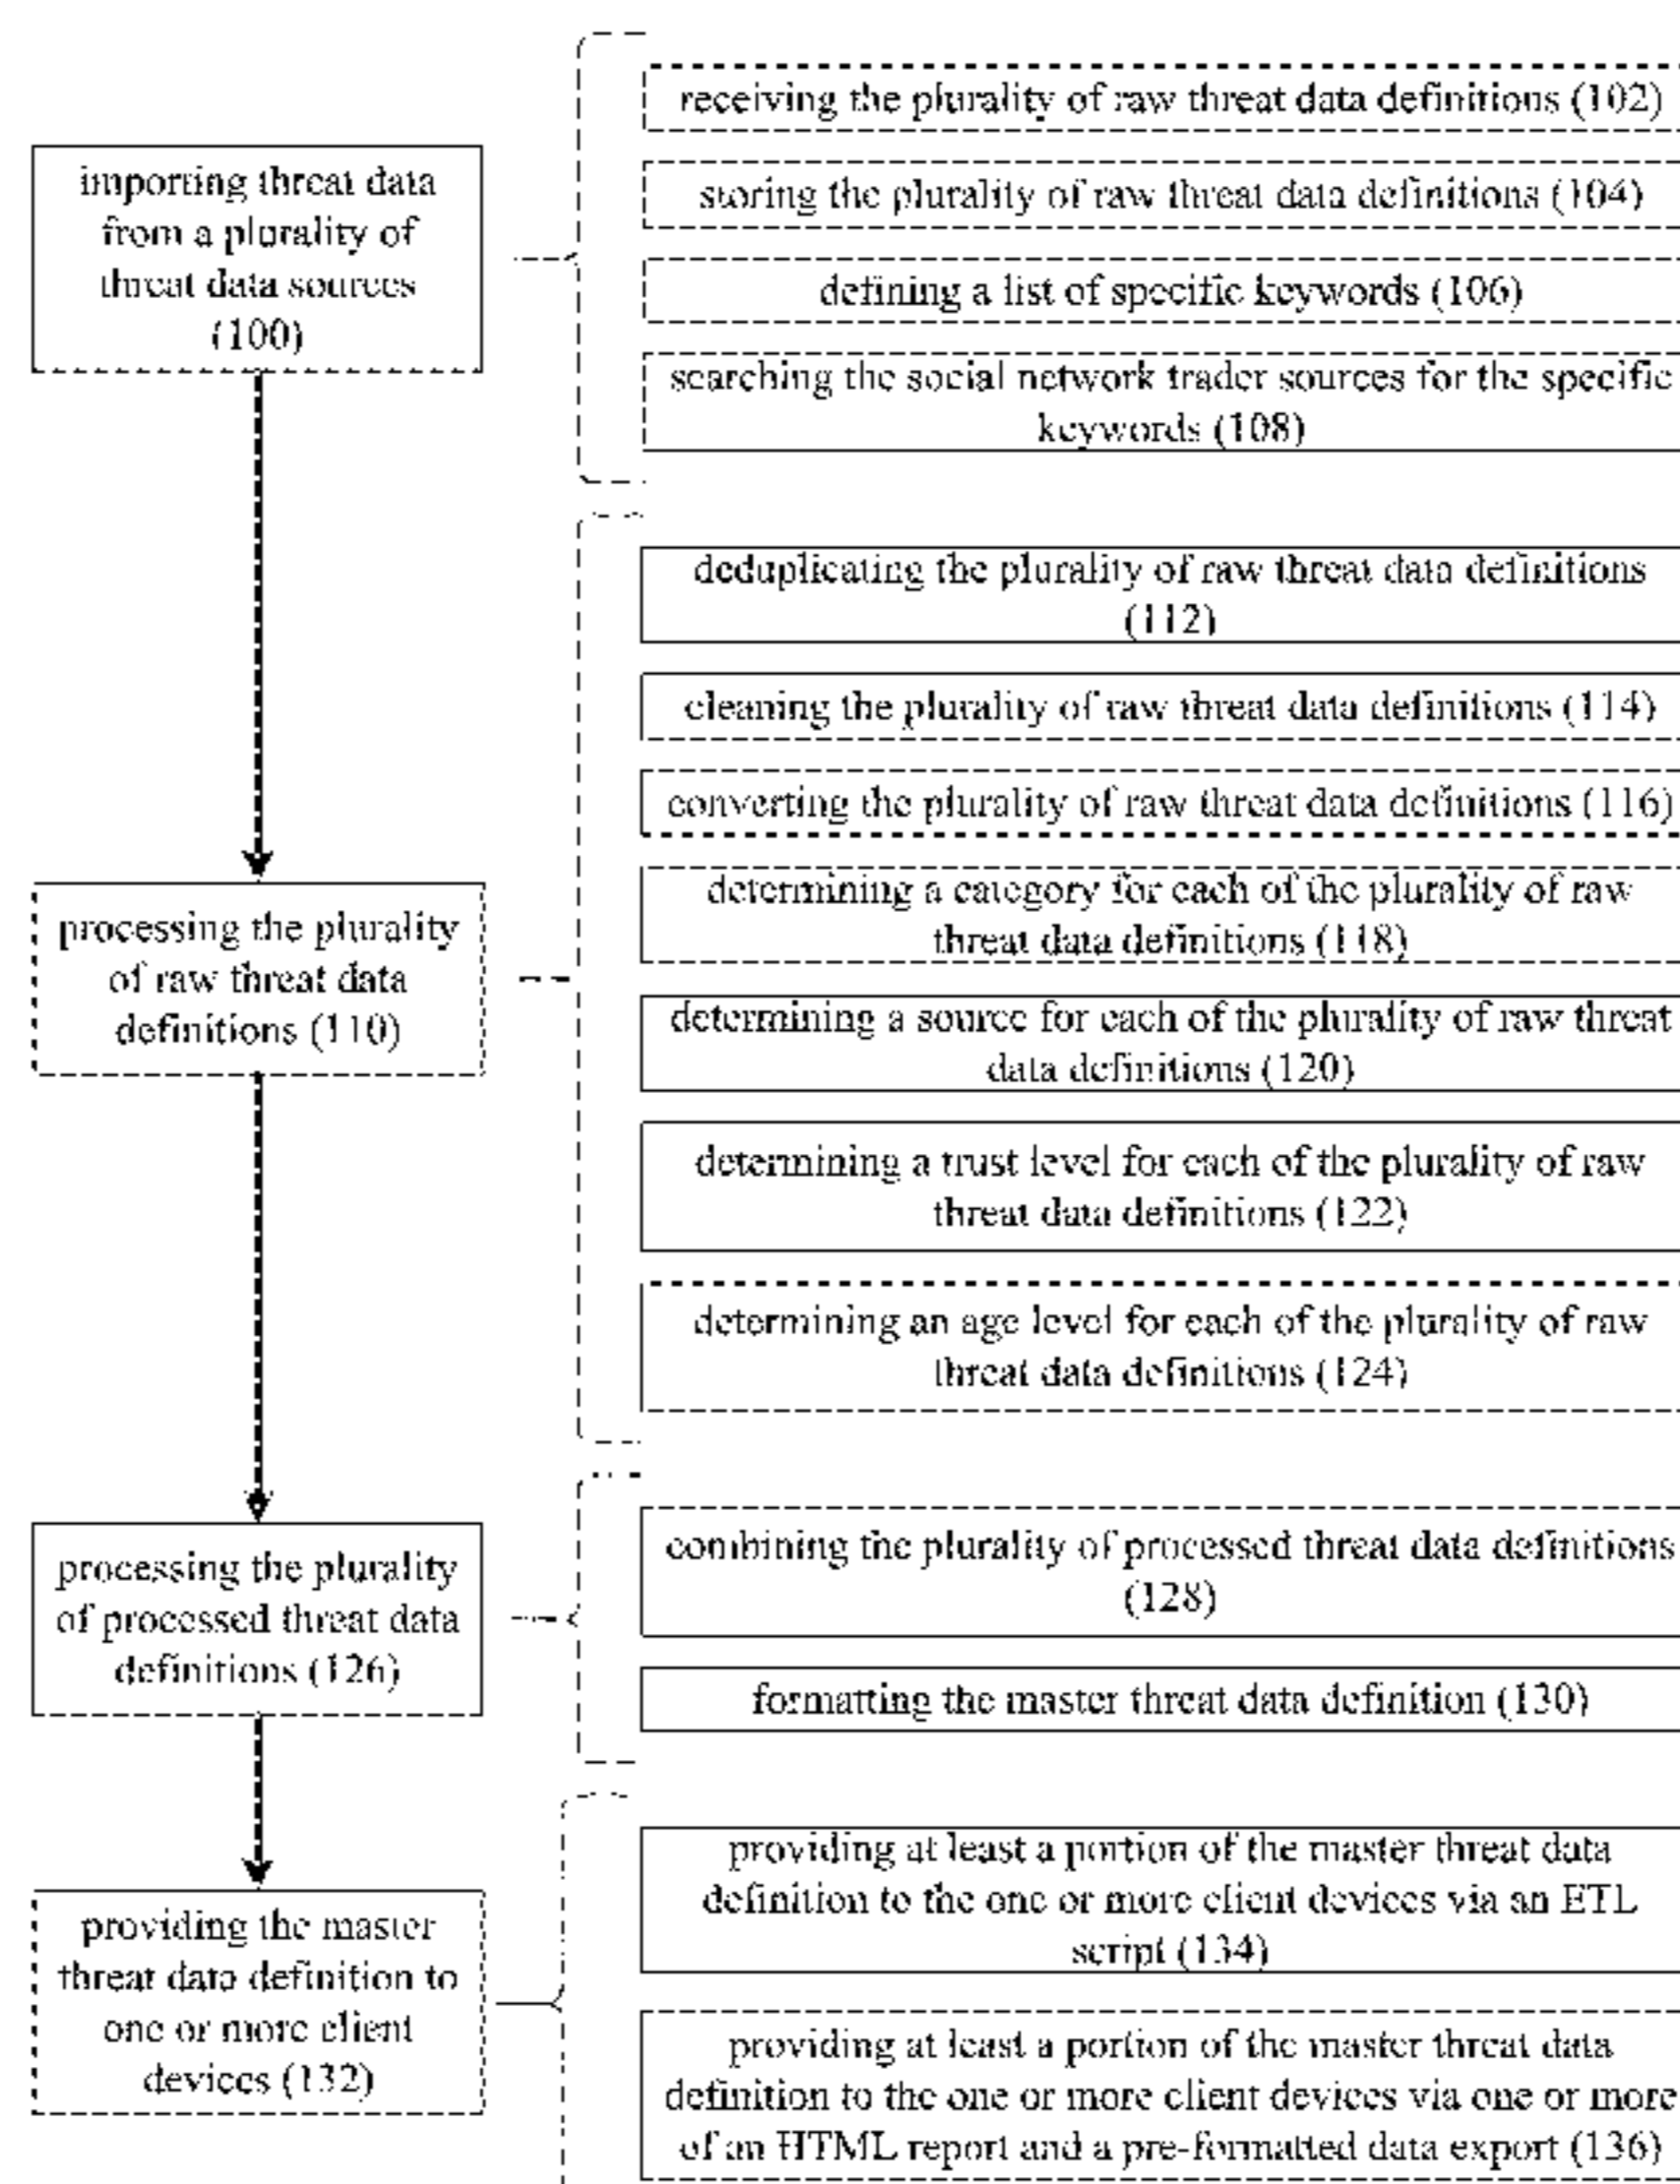 importing threat data
from a plurality of
threat data sources
(100)
receiving the plurality of raw threat data definitions (102)
storing the plurality of raw threat data definitions (104)
defining a list of specific keywords (106)
searching the social network trader sources for the specific
keywords (108)
processing the plurality
of raw threat data
definitions (110)
deduplicating the plurality of raw threat data definitions
(112)
cleaning the plurality of raw threat data definitions (114)
converting the plurality of raw threat data definitions (116)
determining a category for each of the plurality of raw
threat data definitions (118)
determining a source for each of the plurality of raw threat
data definitions (120)
determining a trust level for each of the plurality of raw
threat data definitions (122)
determining an age level for each of the plurality of raw
threat data definitions (124)
processing the plurality
of processed threat data
definitions (126)
combining the plurality of processed threat data definitions
(128)
formatting the master threat data definition (130)
providing the master
threat data definition to
one or more client
devices (132)
providing at least a portion of the master threat data
definition to the one or more client devices via an ETL
script (134)
providing at least a portion of the master threat data
definition to the one or more client devices via one or more
of an HTML report and a pre-formatted data export (136)